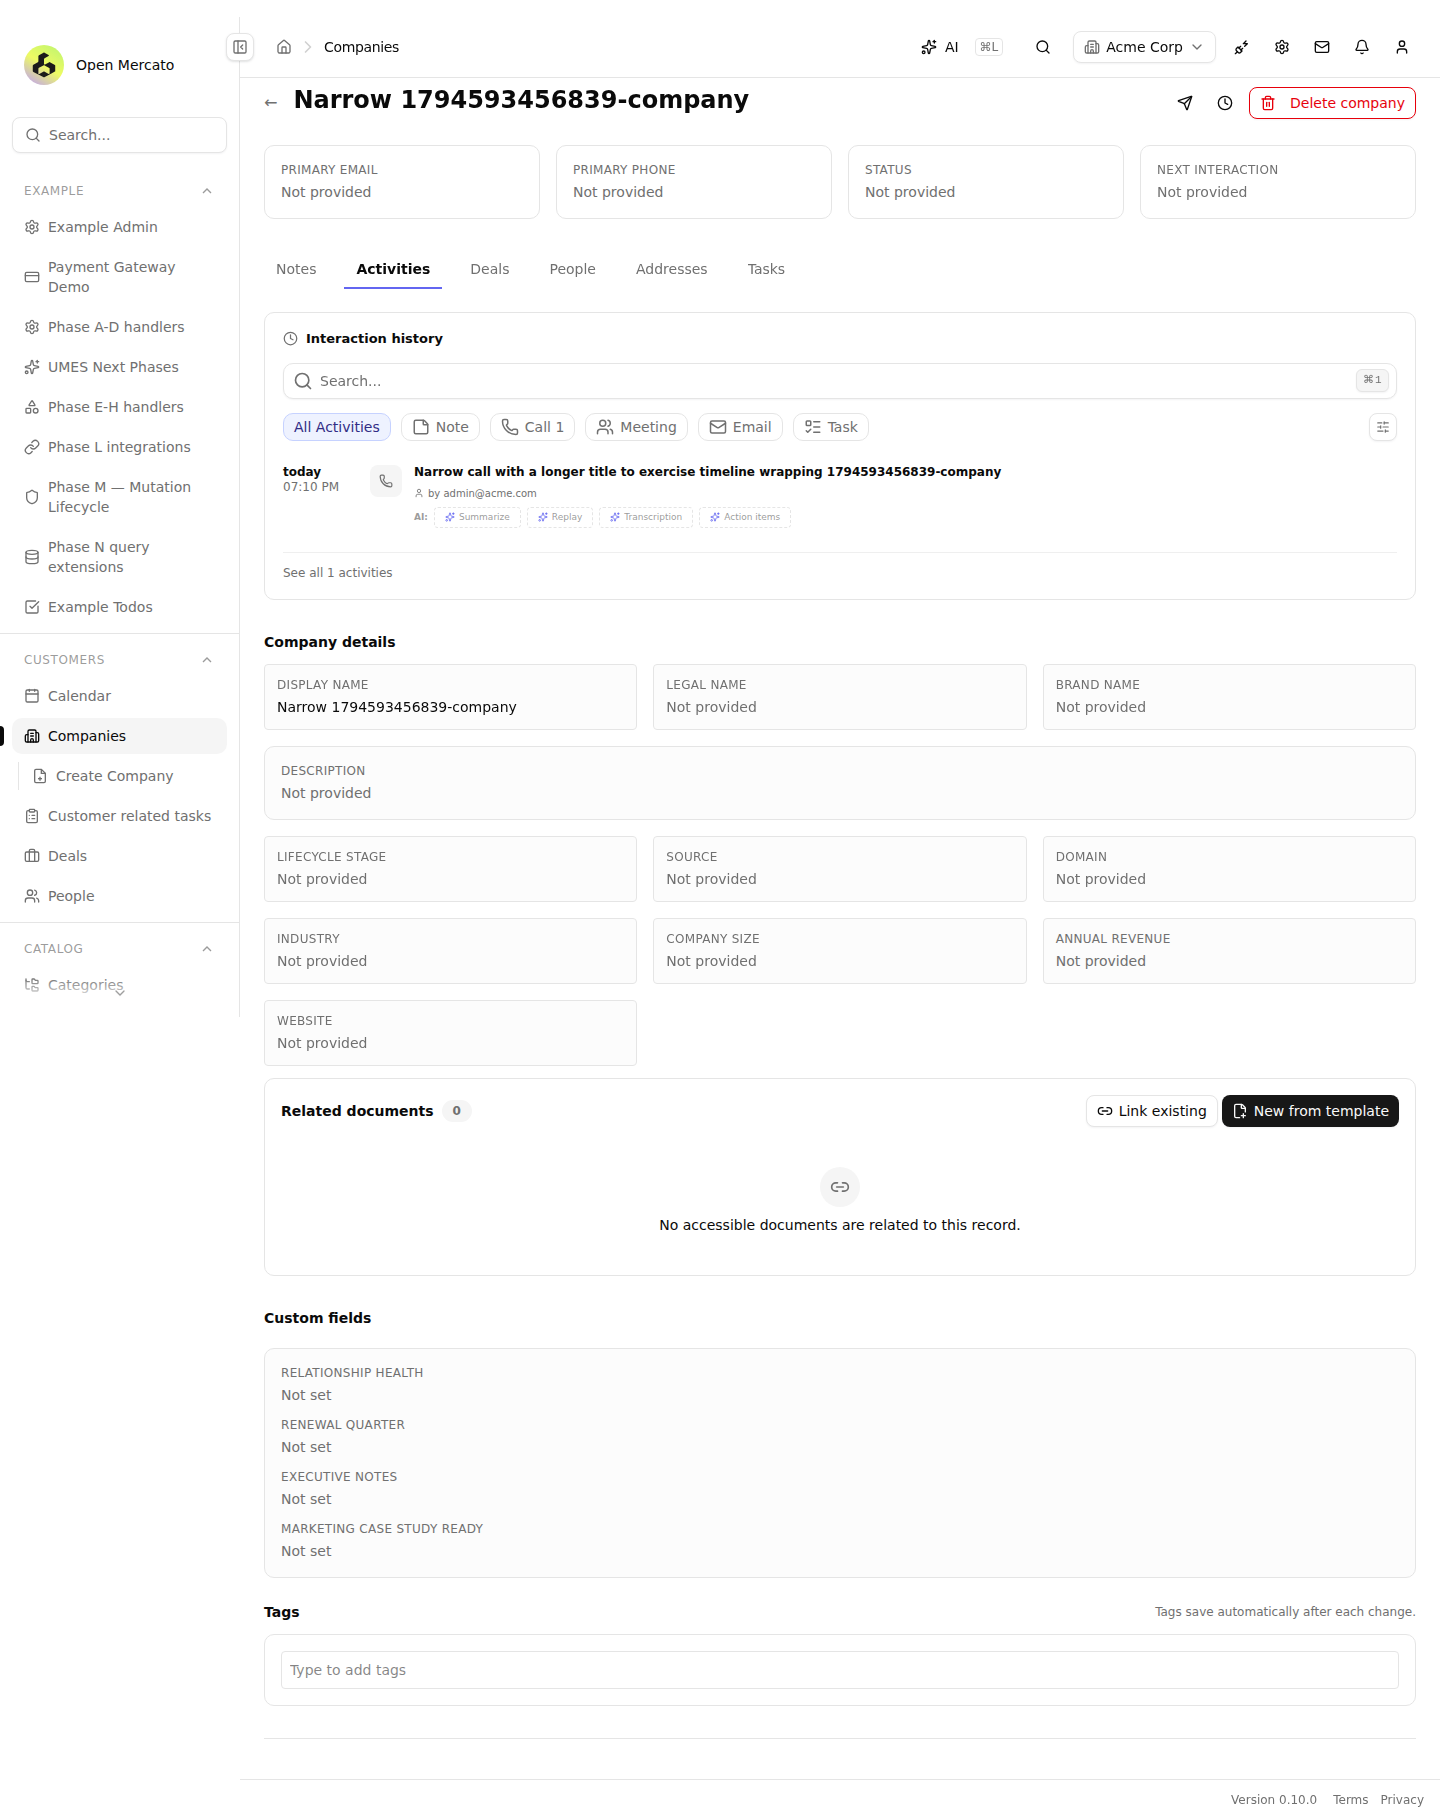 Open Mercato
Search...
EXAMPLE
Example Admin
Payment Gateway
Demo
Phase A-D handlers
UMES Next Phases
Phase E-H handlers
Phase L integrations
Phase M — Mutation
Lifecycle
Phase N query
extensions
Example Todos
CUSTOMERS
Calendar
Companies
Create Company
Customer related tasks
Deals
People
CATALOG
Categories
Companies
AI ⌘L
Acme Corp
← Narrow 1794593456839-company
Delete company
PRIMARY EMAIL
Not provided
PRIMARY PHONE
Not provided
STATUS
Not provided
NEXT INTERACTION
Not provided
Notes Activities Deals People Addresses Tasks
Interaction history
Search... ⌘1
All Activities Note Call 1 Meeting Email Task
today
07:10 PM
Narrow call with a longer title to exercise timeline wrapping 1794593456839-company
by admin@acme.com
AI: Summarize Replay Transcription Action items
See all 1 activities
Company details
DISPLAY NAME
Narrow 1794593456839-company
LEGAL NAME
Not provided
BRAND NAME
Not provided
DESCRIPTION
Not provided
LIFECYCLE STAGE
Not provided
SOURCE
Not provided
DOMAIN
Not provided
INDUSTRY
Not provided
COMPANY SIZE
Not provided
ANNUAL REVENUE
Not provided
WEBSITE
Not provided
Related documents 0
Link existing
New from template
No accessible documents are related to this record.
Custom fields
RELATIONSHIP HEALTH
Not set
RENEWAL QUARTER
Not set
EXECUTIVE NOTES
Not set
MARKETING CASE STUDY READY
Not set
Tags
Tags save automatically after each change.
Type to add tags
Version 0.10.0 Terms Privacy